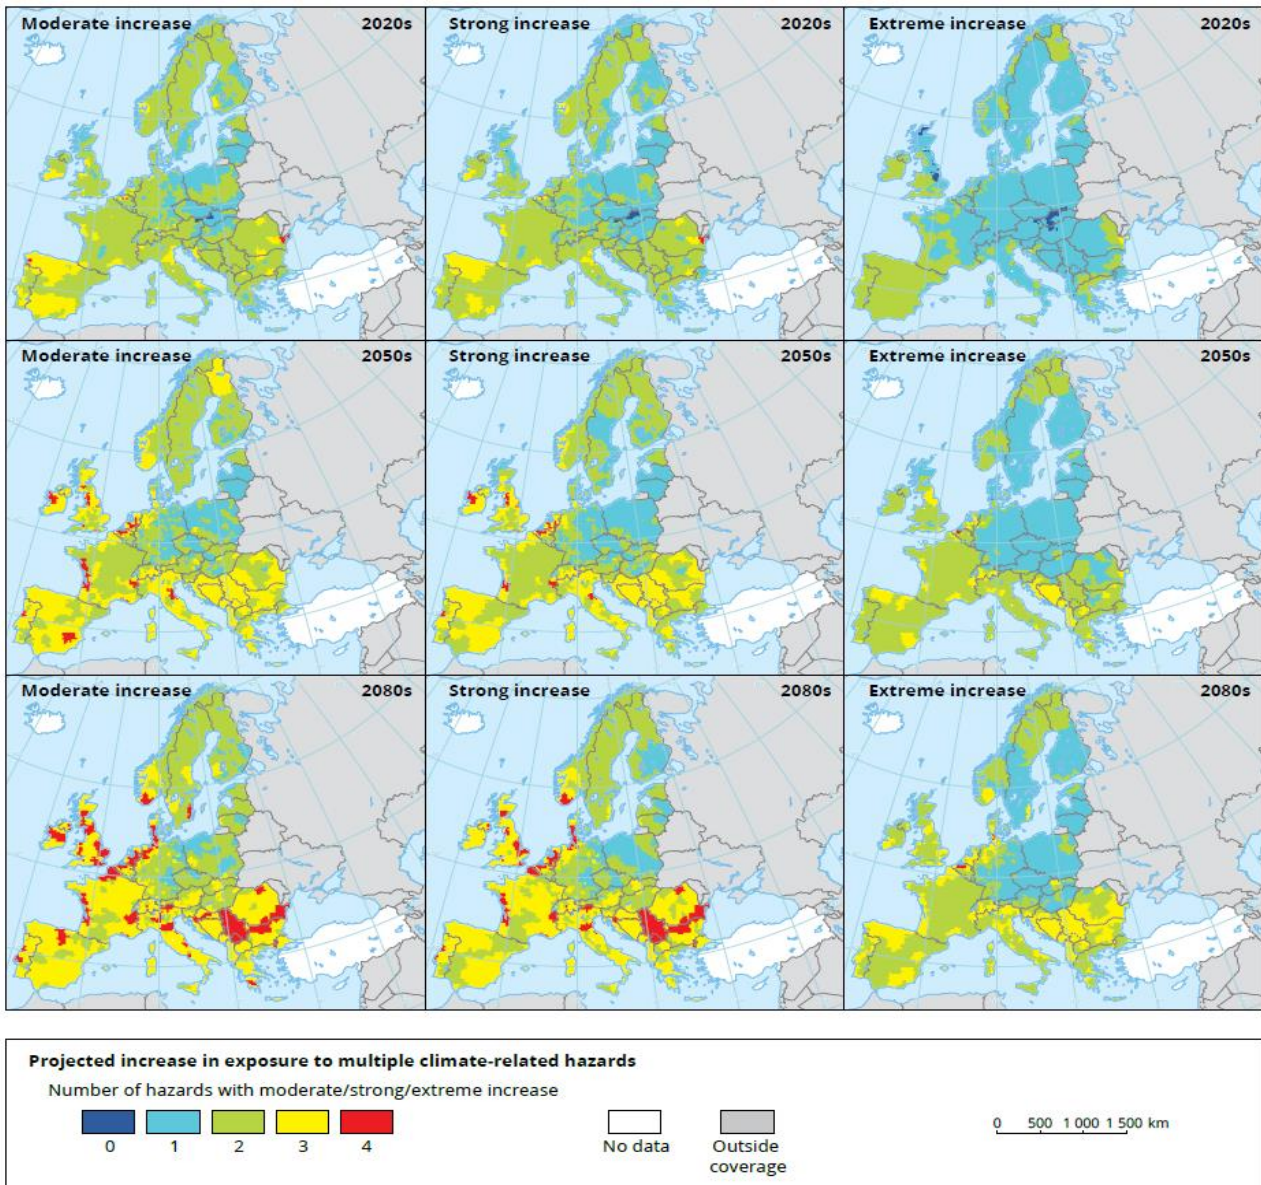 Moderate increase 2020s
Strong increase 2020s
Extreme increase 2020s
Moderate increase 2050s
Strong increase 2050s
Extreme increase 2050s
Moderate increase 2080s
Strong increase 2080s
Extreme increase 2080s
Projected increase in exposure to multiple climate-related hazards
Number of hazards with moderate/strong/extreme increase
0 1 2 3 4
No data
Outside
coverage
0 500 1 000 1 500 km